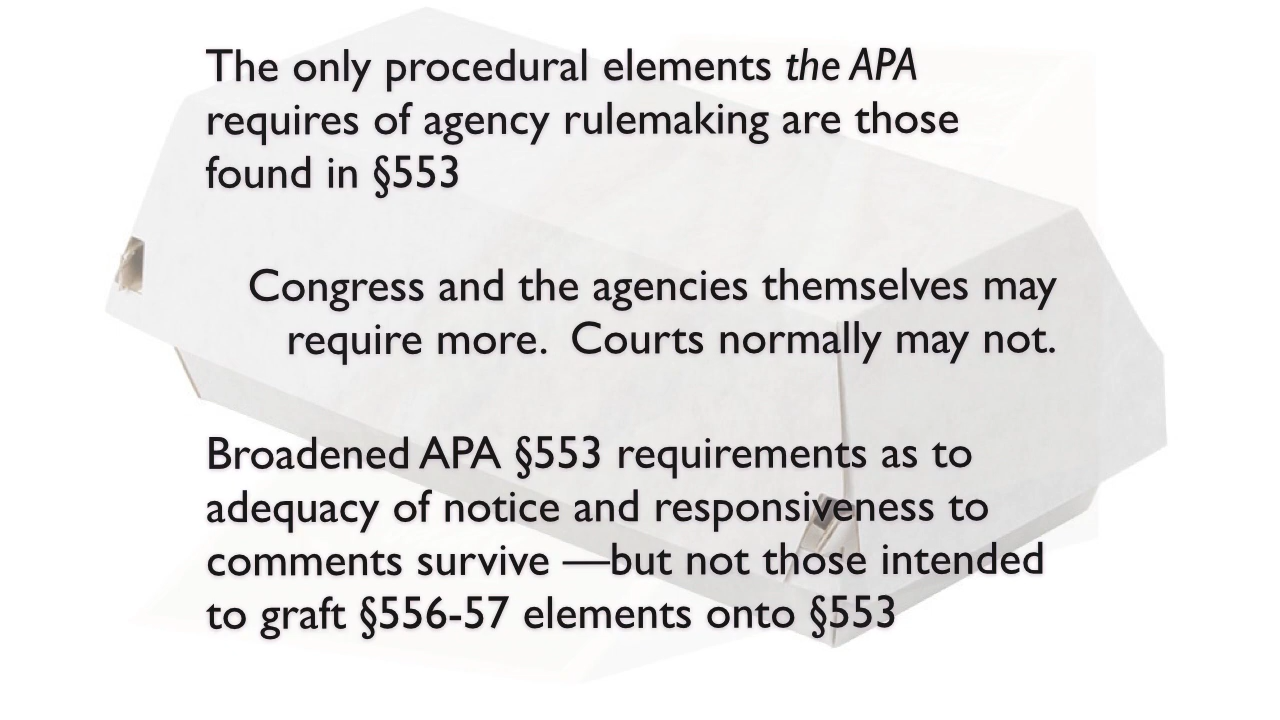 The only procedural elements the APA
requires of agency rulemaking are those
found in §553
Congress and the agencies themselves may
require more.  Courts normally may not.
Broadened APA §553 requirements as to
adequacy of notice and responsiveness to
comments survive —but not those intended
to graft §556-57 elements onto §553